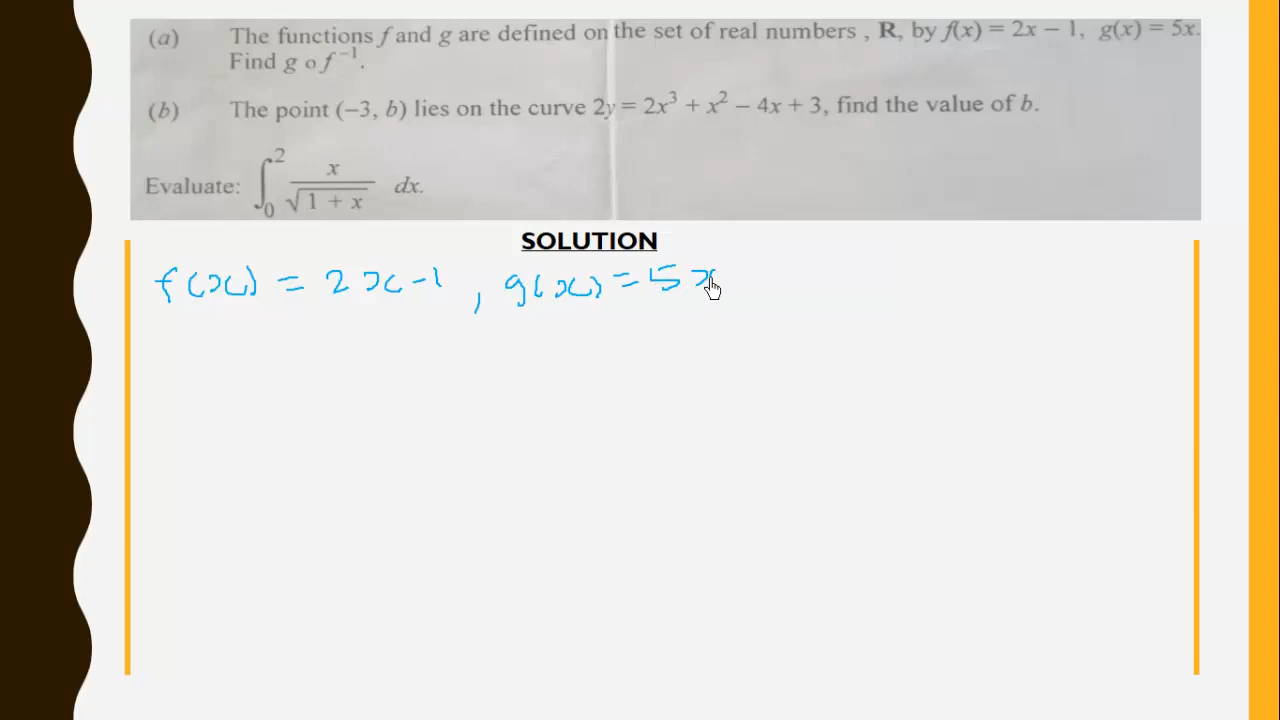 (a) The functions f and g are defined on the set of real numbers , R, by f(x) = 2x − 1, g(x) = 5x.
Find g o f⁻¹.
(b) The point (−3, b) lies on the curve 2y = 2x³ + x² − 4x + 3, find the value of b.
Evaluate: ∫₀² x/√(1 + x) dx.
SOLUTION
f(x) = 2x-1 , g(x) = 5x